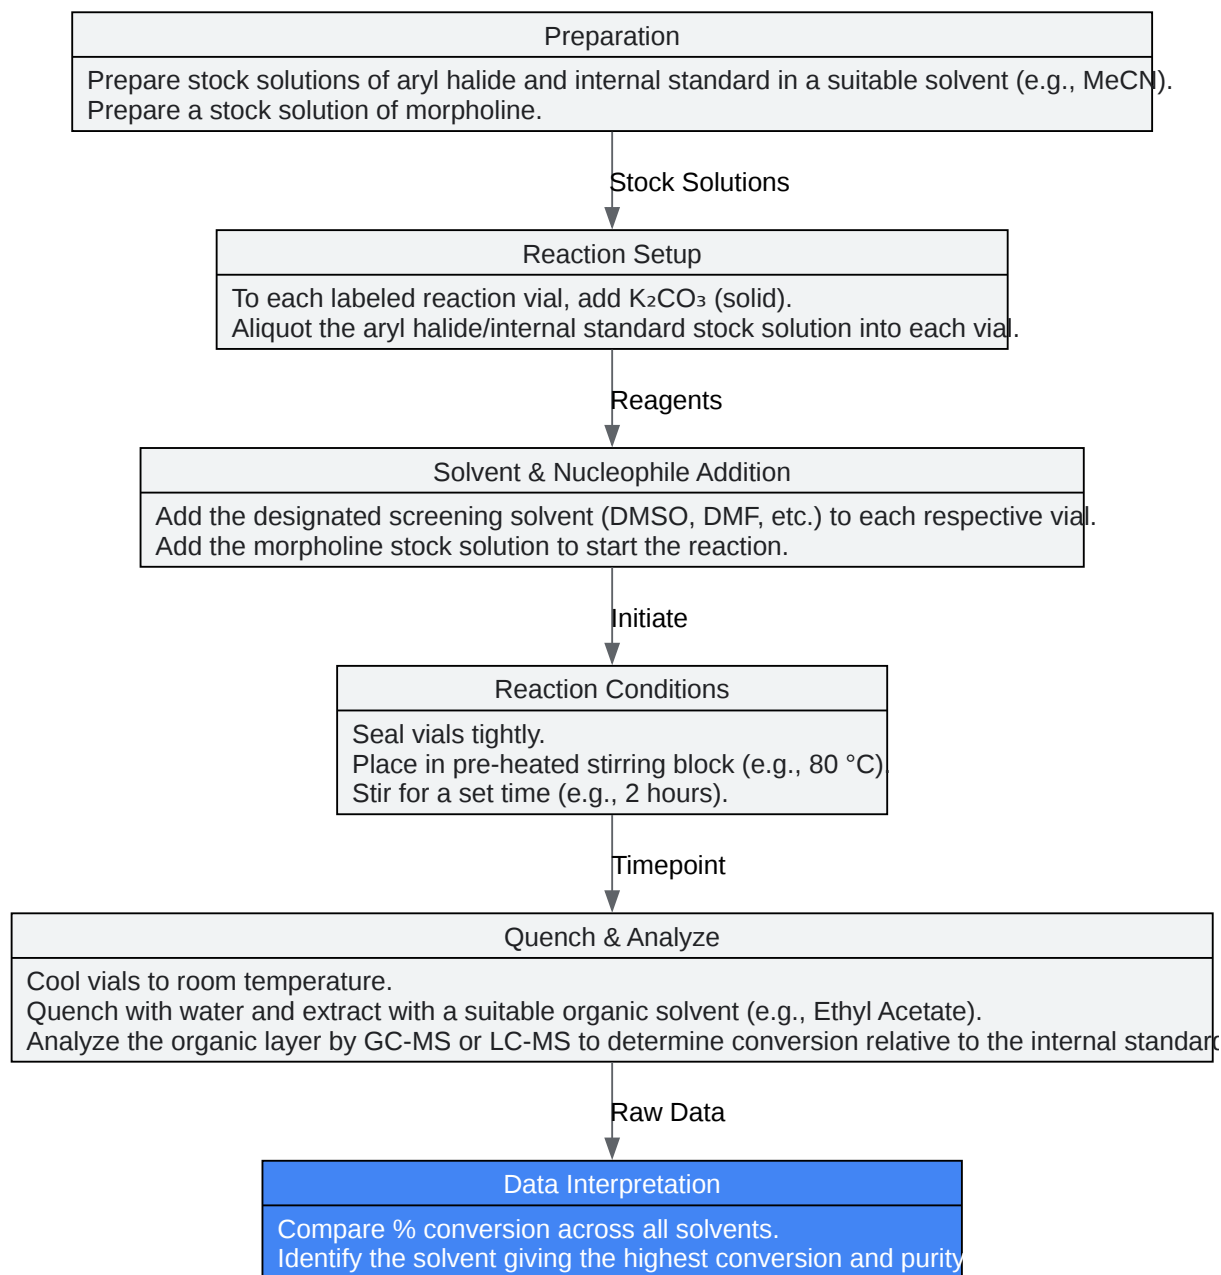 Preparation
Prepare stock solutions of aryl halide and internal standard in a suitable solvent (e.g., MeCN).
Prepare a stock solution of morpholine.
Stock Solutions
Reaction Setup
To each labeled reaction vial, add K₂CO₃ (solid).
Aliquot the aryl halide/internal standard stock solution into each vial.
Reagents
Solvent & Nucleophile Addition
Add the designated screening solvent (DMSO, DMF, etc.) to each respective vial.
Add the morpholine stock solution to start the reaction.
Initiate
Reaction Conditions
Seal vials tightly.
Place in pre-heated stirring block (e.g., 80 °C).
Stir for a set time (e.g., 2 hours).
Timepoint
Quench & Analyze
Cool vials to room temperature.
Quench with water and extract with a suitable organic solvent (e.g., Ethyl Acetate).
Analyze the organic layer by GC-MS or LC-MS to determine conversion relative to the internal standard
Raw Data
Data Interpretation
Compare % conversion across all solvents.
Identify the solvent giving the highest conversion and purity